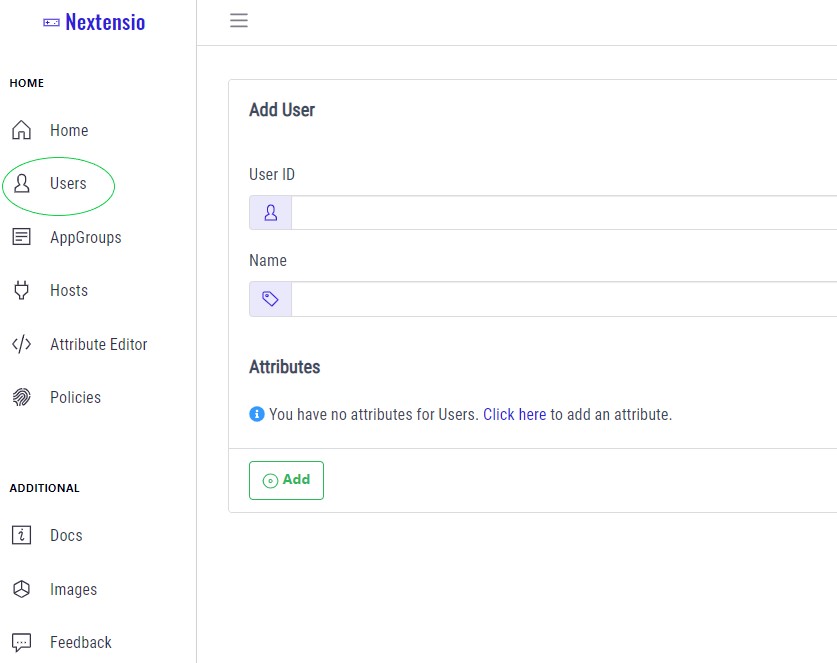 Nextensio
HOME
Home
Users
AppGroups
Hosts
Attribute Editor
Policies
ADDITIONAL
Docs
Images
Feedback
Add User
User ID
Name
Attributes
You have no attributes for Users. Click here to add an attribute.
Add